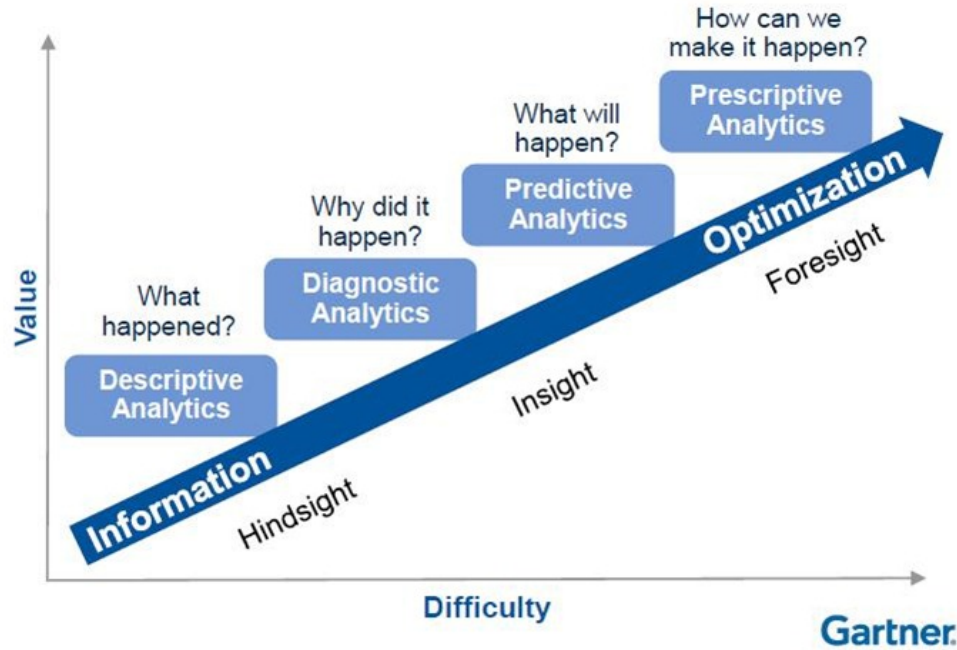 How can we
make it happen?
Prescriptive
Analytics
What will
happen?
Predictive
Analytics
Why did it
happen?
Diagnostic
Analytics
What
happened?
Descriptive
Analytics
Value
Information
Optimization
Hindsight
Insight
Foresight
Difficulty
Gartner.